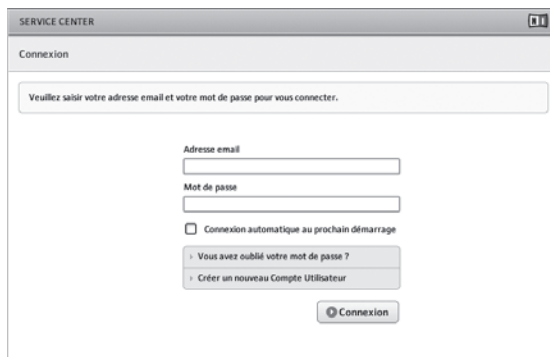 SERVICE CENTER
Connexion
Veuillez saisir votre adresse email et votre mot de passe pour vous connecter.
Adresse email
Mot de passe
Connexion automatique au prochain démarrage
› Vous avez oublié votre mot de passe ?
› Créer un nouveau Compte Utilisateur
Connexion